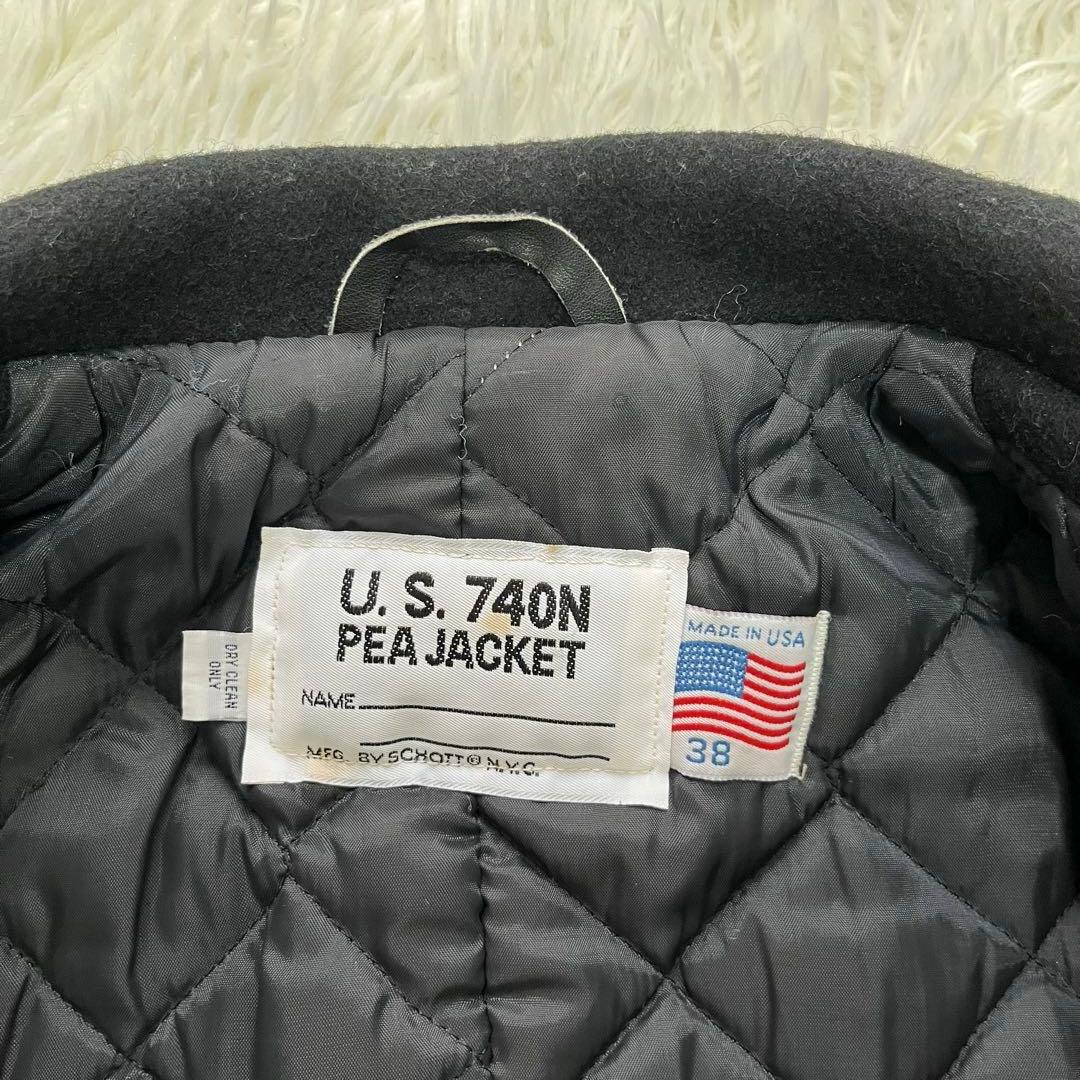 U. S. 740N
PEA JACKET
NAME
MFG. BY SCHOTT® N.Y.C.
DRY CLEAN
ONLY
MADE IN USA
38